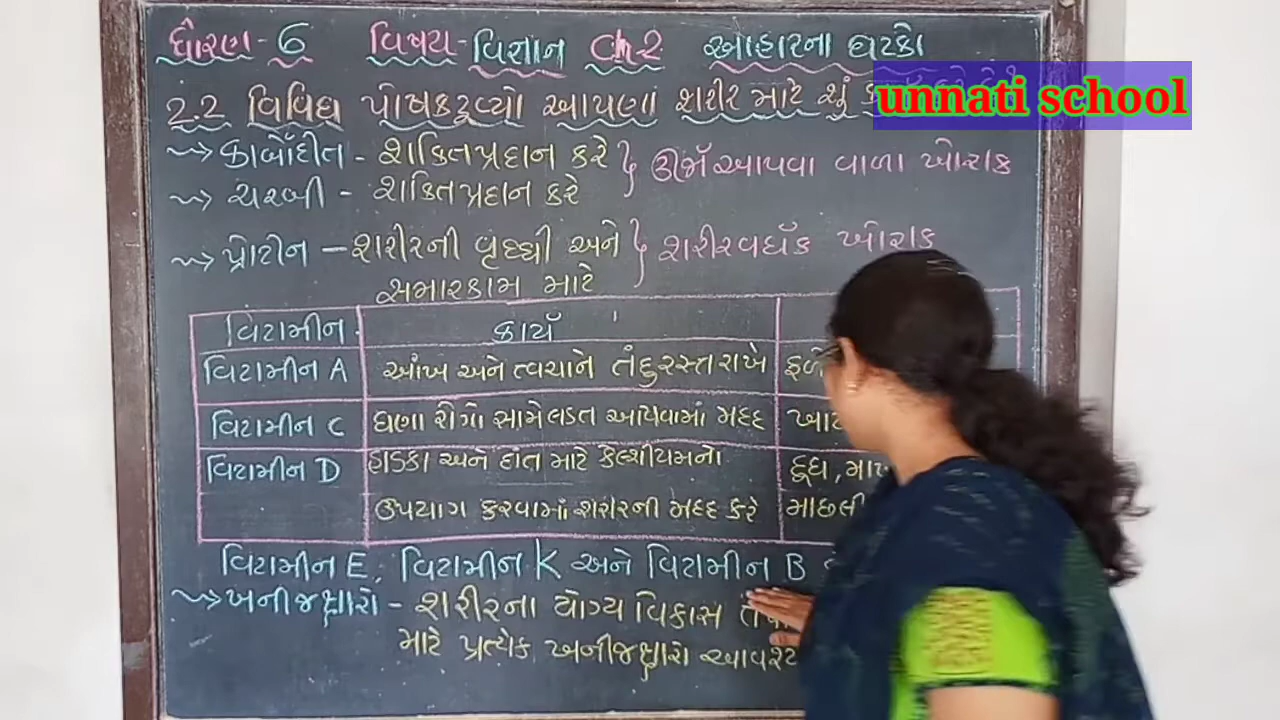 ધોરણ-6 વિષય-વિજ્ઞાન Ch-2 આહારના ઘટકો
unnati school
2.2 વિવિધ પોષકદ્રવ્યો આપણાં શરીર માટે શું
કાર્બોદીત - શક્તિપ્રદાન કરે
ઊર્જા આપવા વાળા ખોરાક
ચરબી - શક્તિપ્રદાન કરે
પ્રોટીન - શરીરની વૃદ્ધી અને
શરીરવર્ધક ખોરાક
સમારકામ માટે
વિટામીન કાર્ય
વિટામીન A આંખ અને ત્વચાને તંદુરસ્ત રાખે
વિટામીન C ઘણા રોગો સામે લડત આપવામાં મદદ
વિટામીન D હાડકા અને દાંત માટે કેલ્શીયમનો દૂધ,
ઉપયોગ કરવામાં શરીરની મદદ કરે માછલી
વિટામીન E, વિટામીન K અને વિટામીન B
ખનીજક્ષારો - શરીરના યોગ્ય વિકાસ
માટે પ્રત્યેક ખનીજક્ષારો